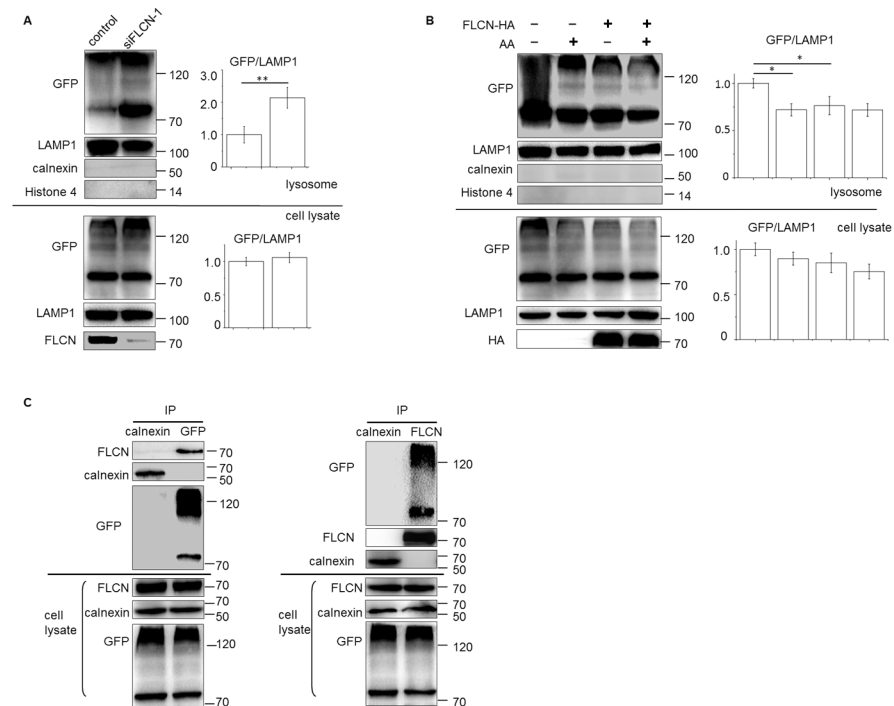 A
control siFLCN-1
GFP
120
70
LAMP1
100
calnexin
50
Histone 4
14
GFP/LAMP1
3.0
**
2.0
1.0
0
lysosome
cell lysate
GFP
120
70
LAMP1
100
FLCN
70
GFP/LAMP1
1.0
0.5
0
B
FLCN-HA – – + +
AA – + – +
GFP
120
70
LAMP1
100
calnexin
50
Histone 4
14
GFP/LAMP1
*
*
1.0
0.5
0
lysosome
GFP
120
70
LAMP1
100
HA
70
GFP/LAMP1 cell lysate
1.0
0.5
0
C
IP
calnexin GFP
FLCN
70
calnexin
70
50
GFP
120
70
cell lysate
FLCN
70
calnexin
70
50
GFP
120
70
IP
calnexin FLCN
GFP
120
70
FLCN
70
calnexin
70
50
cell lysate
FLCN
70
calnexin
70
50
GFP
120
70